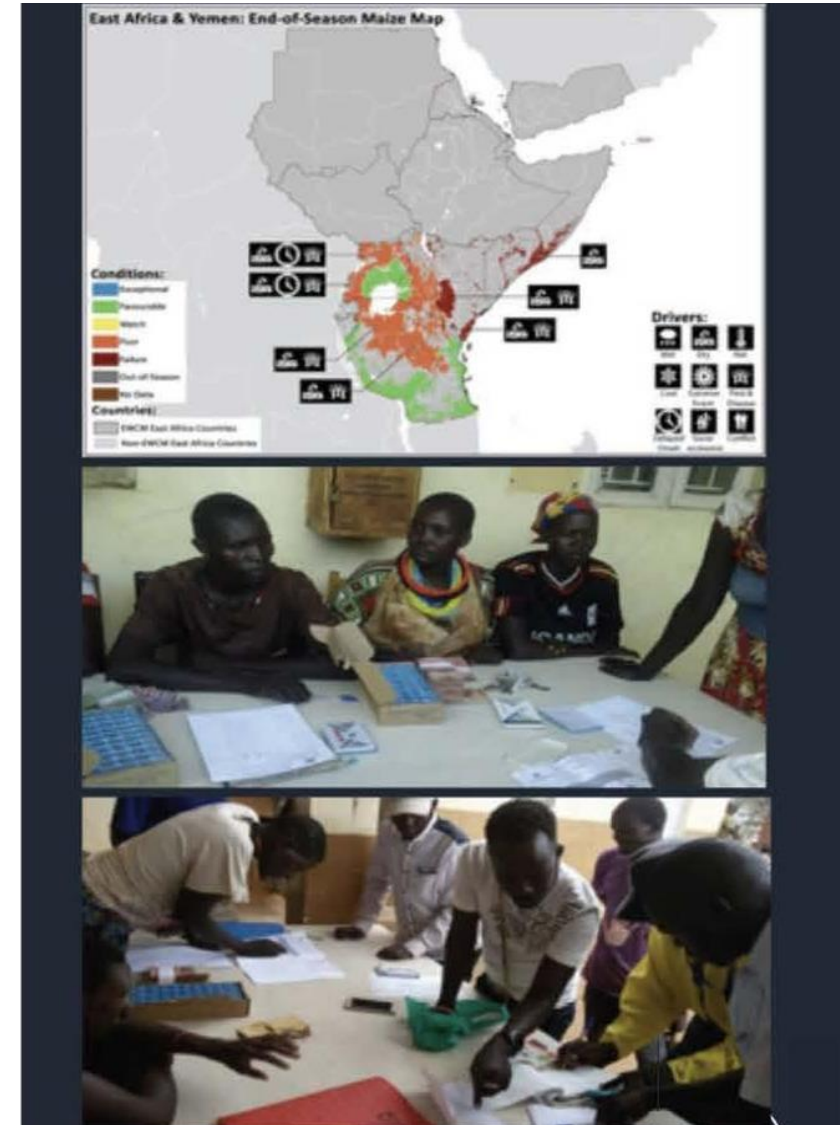 East Africa & Yemen: End-of-Season Maize Map
Conditions:
Exceptional
Favourable
Watch
Poor
Failure
Out-of-Season
No Data
Countries:
EWCM East Africa Countries
Non-EWCM East Africa Countries
Drivers:
Wet
Dry
Hot
Cool
Extreme
Event
Pest &
Disease
Delayed
Onset
Socio-
economic
Conflict